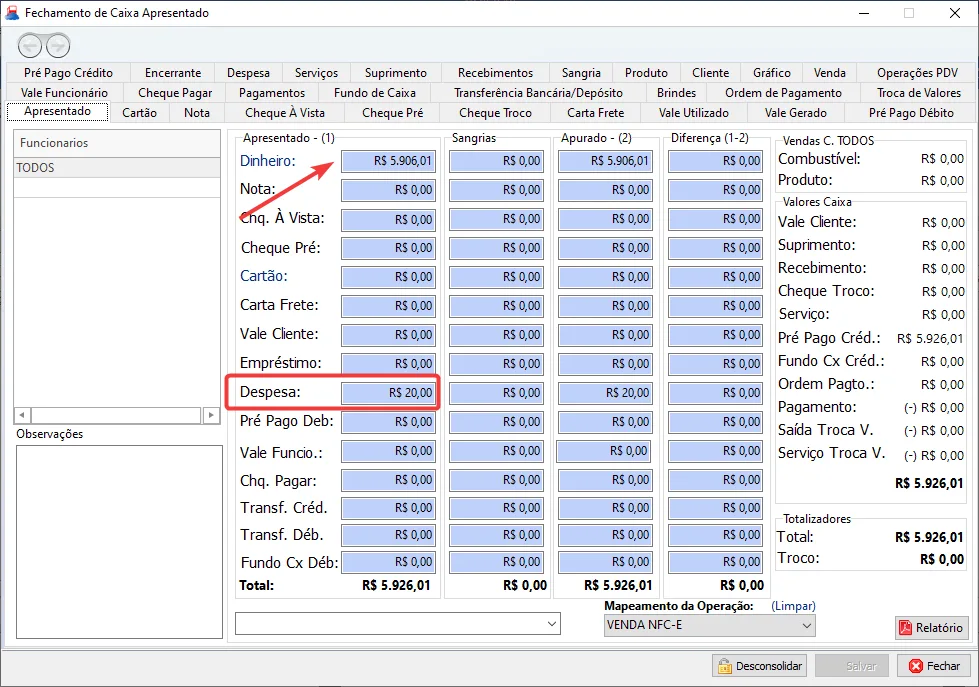 Fechamento de Caixa Apresentado
Pré Pago Crédito Encerrante Despesa Serviços Suprimento Recebimentos Sangria Produto Cliente Gráfico Venda Operações PDV
Vale Funcionário Cheque Pagar Pagamentos Fundo de Caixa Transferência Bancária/Depósito Brindes Ordem de Pagamento Troca de Valores
Apresentado Cartão Nota Cheque À Vista Cheque Pré Cheque Troco Carta Frete Vale Utilizado Vale Gerado Pré Pago Débito
Funcionarios
TODOS
Observações
Apresentado - (1) Sangrias Apurado - (2) Diferença (1-2)
Dinheiro: R$ 5.906,01 R$ 0,00 R$ 5.906,01 R$ 0,00
Nota: R$ 0,00 R$ 0,00 R$ 0,00 R$ 0,00
Chq. À Vista: R$ 0,00 R$ 0,00 R$ 0,00 R$ 0,00
Cheque Pré: R$ 0,00 R$ 0,00 R$ 0,00 R$ 0,00
Cartão: R$ 0,00 R$ 0,00 R$ 0,00 R$ 0,00
Carta Frete: R$ 0,00 R$ 0,00 R$ 0,00 R$ 0,00
Vale Cliente: R$ 0,00 R$ 0,00 R$ 0,00 R$ 0,00
Empréstimo: R$ 0,00 R$ 0,00 R$ 0,00 R$ 0,00
Despesa: R$ 20,00 R$ 0,00 R$ 20,00 R$ 0,00
Pré Pago Deb: R$ 0,00 R$ 0,00 R$ 0,00 R$ 0,00
Vale Funcio.: R$ 0,00 R$ 0,00 R$ 0,00 R$ 0,00
Chq. Pagar: R$ 0,00 R$ 0,00 R$ 0,00 R$ 0,00
Transf. Créd. R$ 0,00 R$ 0,00 R$ 0,00 R$ 0,00
Transf. Déb. R$ 0,00 R$ 0,00 R$ 0,00 R$ 0,00
Fundo Cx Déb: R$ 0,00 R$ 0,00 R$ 0,00 R$ 0,00
Total: R$ 5.926,01 R$ 0,00 R$ 5.926,01 R$ 0,00
Vendas C. TODOS
Combustível: R$ 0,00
Produto: R$ 0,00
Valores Caixa
Vale Cliente: R$ 0,00
Suprimento: R$ 0,00
Recebimento: R$ 0,00
Cheque Troco: R$ 0,00
Serviço: R$ 0,00
Pré Pago Créd.: R$ 5.926,01
Fundo Cx Créd.: R$ 0,00
Ordem Pagto.: R$ 0,00
Pagamento: (-) R$ 0,00
Saída Troca V. (-) R$ 0,00
Serviço Troca V. (-) R$ 0,00
R$ 5.926,01
Totalizadores
Total: R$ 5.926,01
Troco: R$ 0,00
Mapeamento da Operação: (Limpar)
VENDA NFC-E
Relatório
Desconsolidar Salvar Fechar